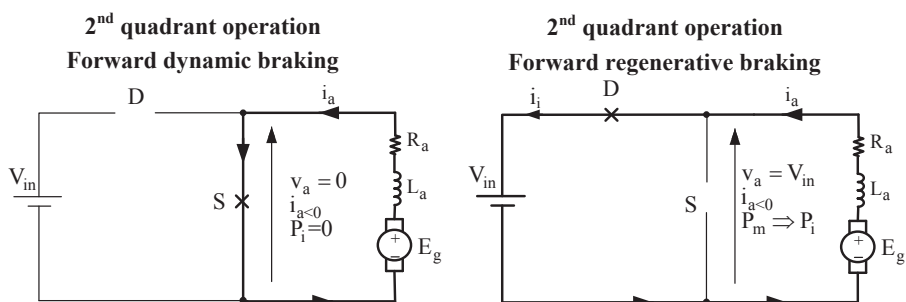 2nd quadrant operation
Forward dynamic braking
D
ia
Ra
Vin
S
va = 0
ia<0
Pi=0
La
+
−
Eg
2nd quadrant operation
Forward regenerative braking
D
ii
ia
Ra
Vin
S
va = Vin
ia<0
Pm ⇒ Pi
La
+
−
Eg